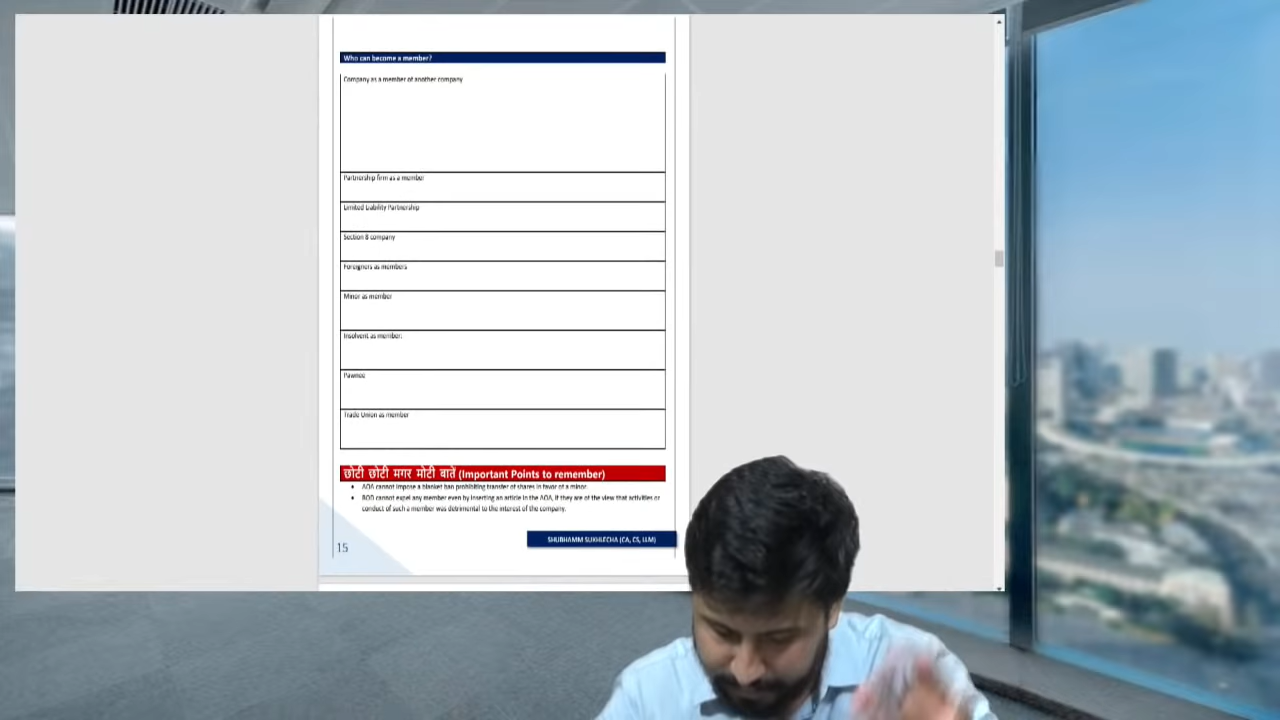 Who can become a member?
Company as a member of another company
Partnership firm as a member
Limited Liability Partnership
Section 8 company
Foreigners as members
Minor as member
Insolvent as member:
Pawnee
Trade Union as member
छोटी छोटी मगर मोटी बातें (Important Points to remember)
• AOA cannot impose a blanket ban prohibiting transfer of shares in favor of a minor.
• BOD cannot expel any member even by inserting an article in the AOA, if they are of the view that activities or
conduct of such a member was detrimental to the interest of the company.
SHUBHAMM SUKHLECHA (CA, CS, LLM)
15